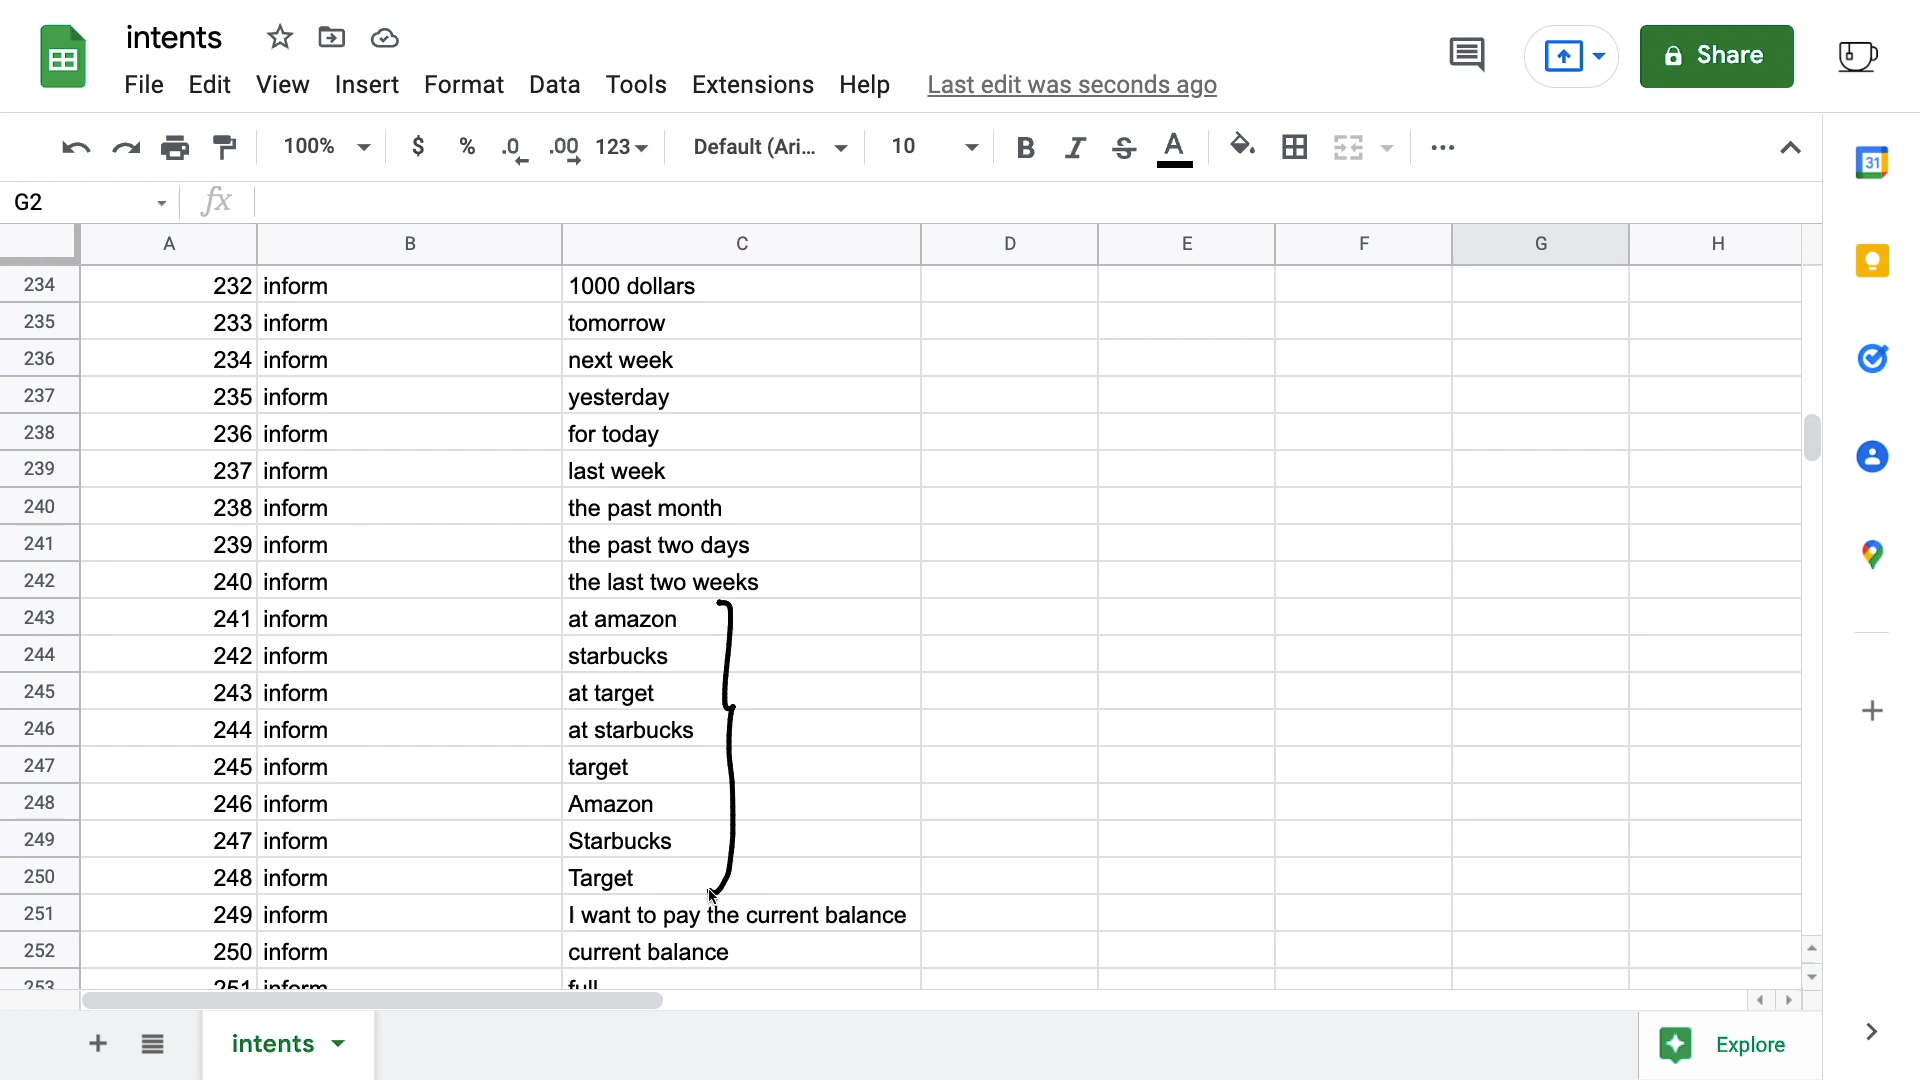 intents
File Edit View Insert Format Data Tools Extensions Help Last edit was seconds ago
Share
100% $ % .0 .00 123 Default (Ari... 10 B I S A
31
G2 fx
A B C D E F G H
234 232 inform 1000 dollars
235 233 inform tomorrow
236 234 inform next week
237 235 inform yesterday
238 236 inform for today
239 237 inform last week
240 238 inform the past month
241 239 inform the past two days
242 240 inform the last two weeks
243 241 inform at amazon
244 242 inform starbucks
245 243 inform at target
246 244 inform at starbucks
247 245 inform target
248 246 inform Amazon
249 247 inform Starbucks
250 248 inform Target
251 249 inform I want to pay the current balance
252 250 inform current balance
253 251 inform full
intents
Explore